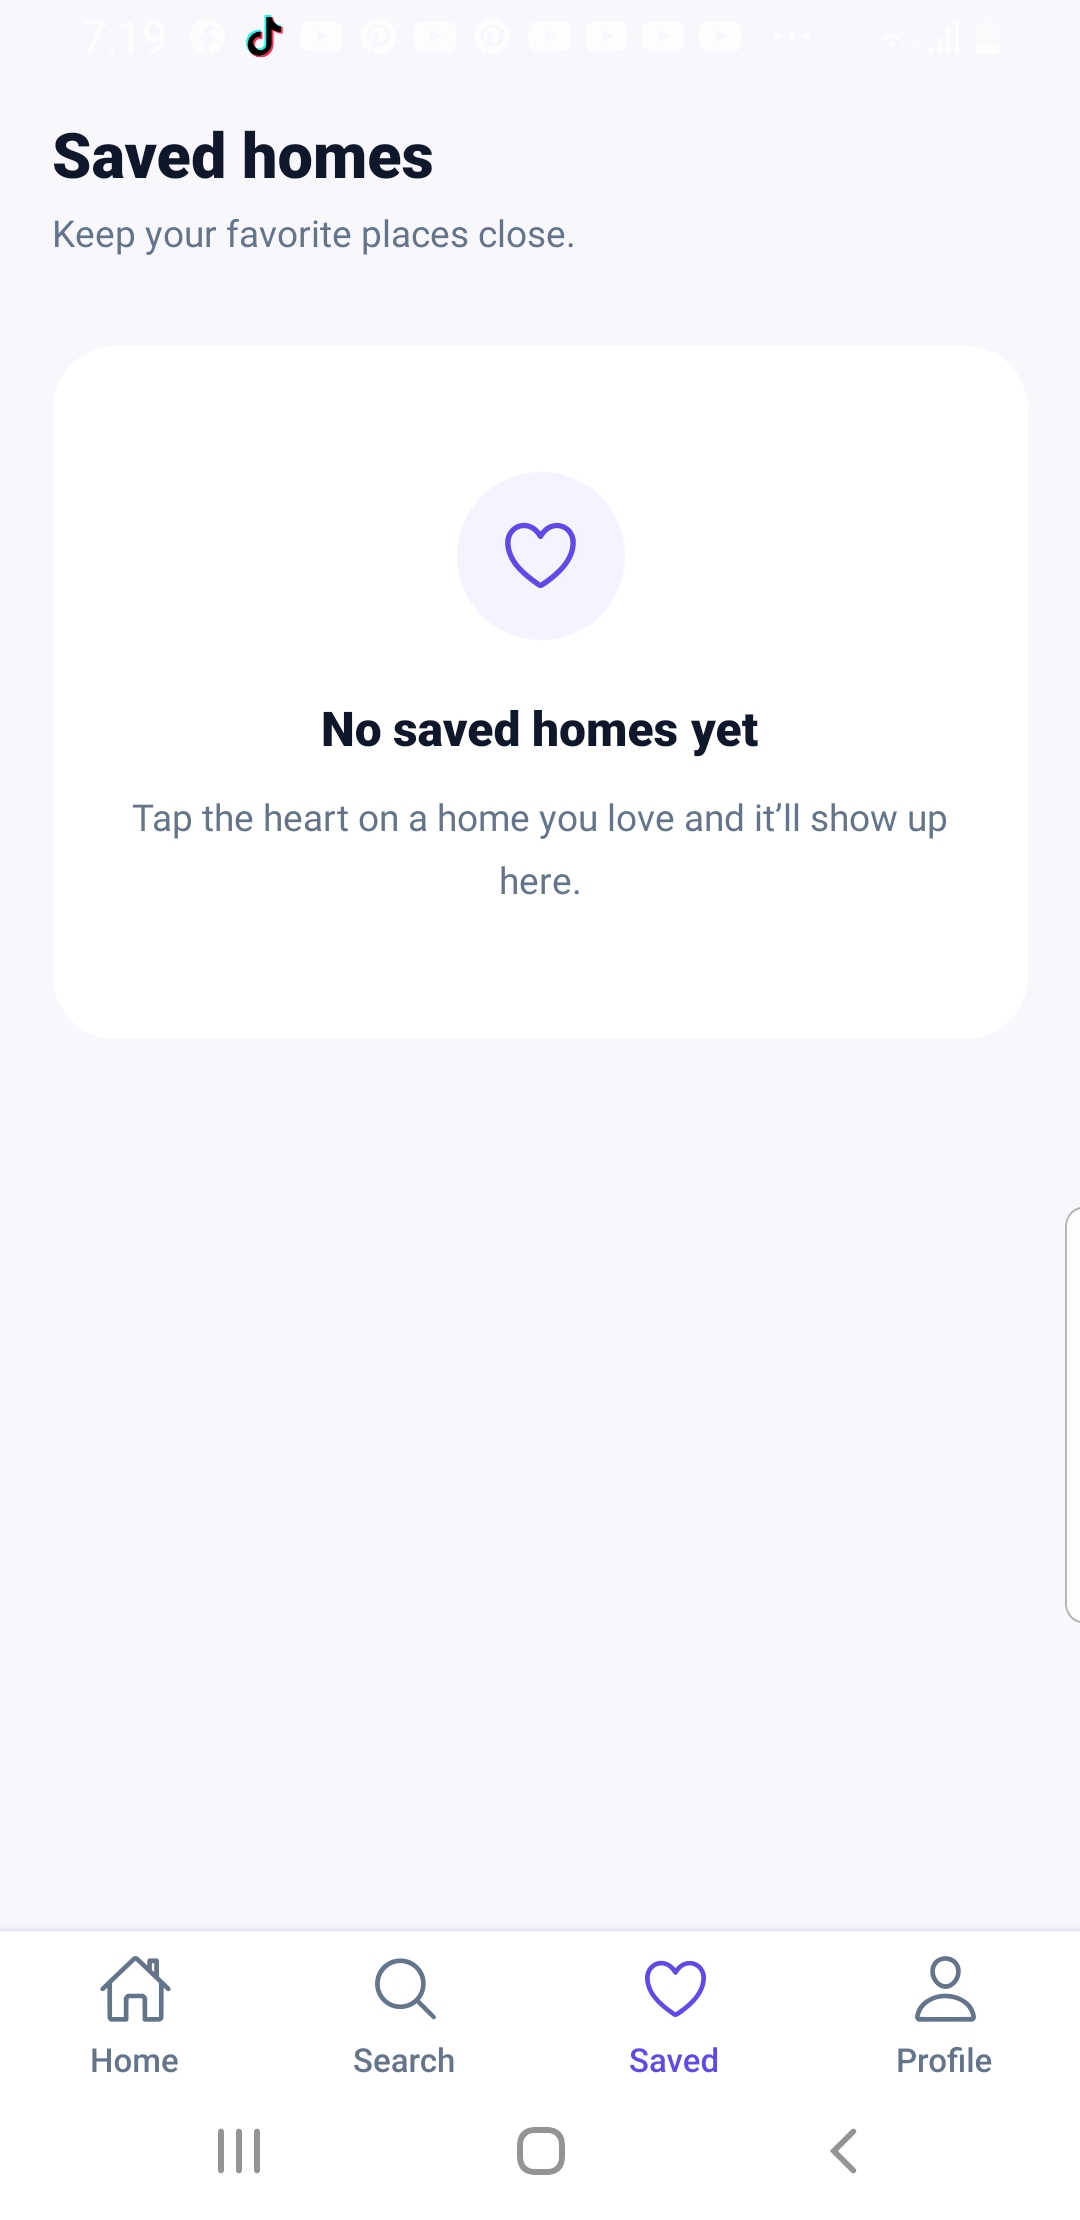 7:19
Saved homes
Keep your favorite places close.
No saved homes yet
Tap the heart on a home you love and it’ll show up
here.
Home
Search
Saved
Profile